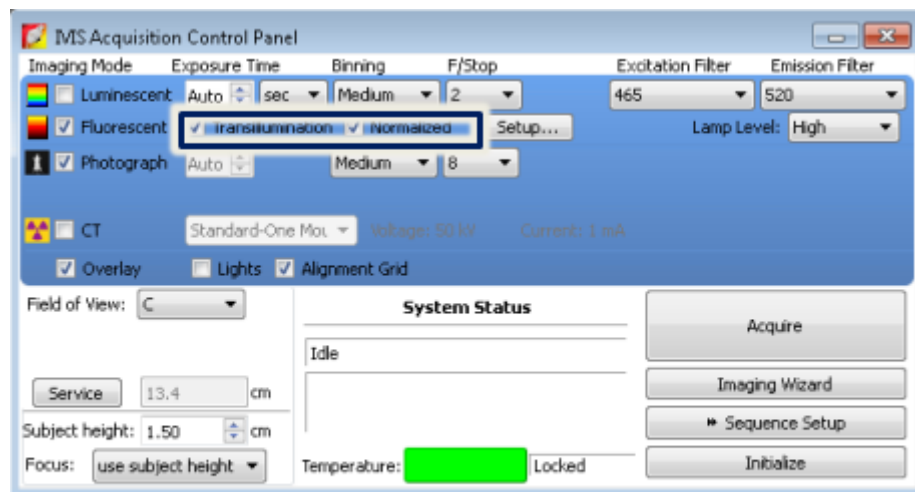 IVIS Acquisition Control Panel
Imaging Mode Exposure Time Binning F/Stop Excitation Filter Emission Filter
Luminescent Auto sec Medium 2 465 520
Fluorescent Transillumination Normalized Setup... Lamp Level: High
Photograph Auto Medium 8
CT Standard-One Mou Voltage: 50 kV Current: 1 mA
Overlay Lights Alignment Grid
Field of View: C
System Status
Acquire
Idle
Service 13.4 cm
Imaging Wizard
Subject height: 1.50 cm
Sequence Setup
Focus: use subject height
Temperature: Locked
Initialize